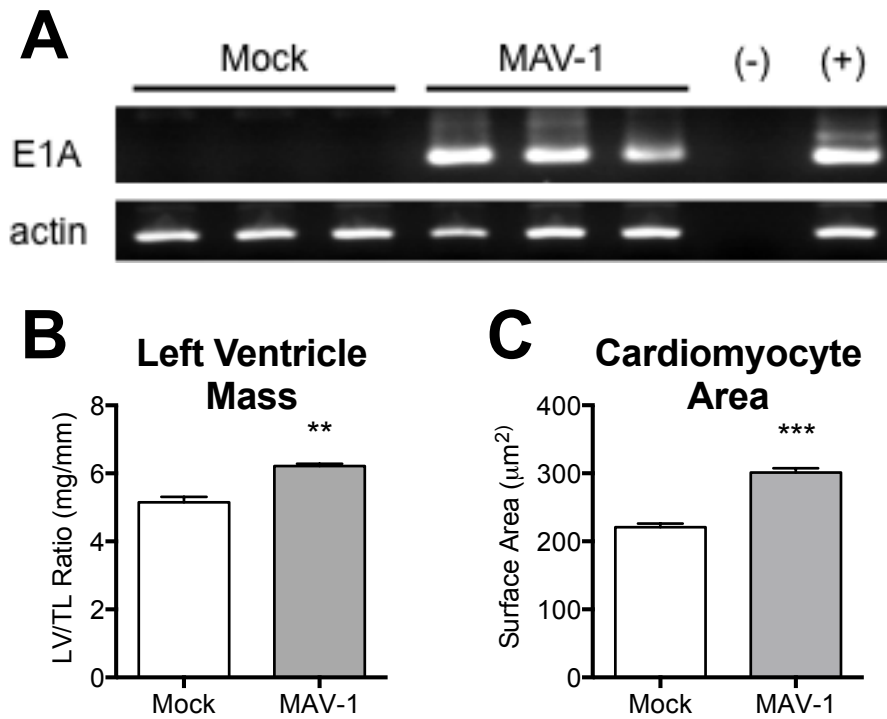 A
Mock MAV-1 (-) (+)
E1A
actin
B
Left Ventricle
Mass
LV/TL Ratio (mg/mm)
8
6
4
2
0
**
Mock MAV-1
C
Cardiomyocyte
Area
Surface Area (μm²)
400
300
200
100
0
***
Mock MAV-1